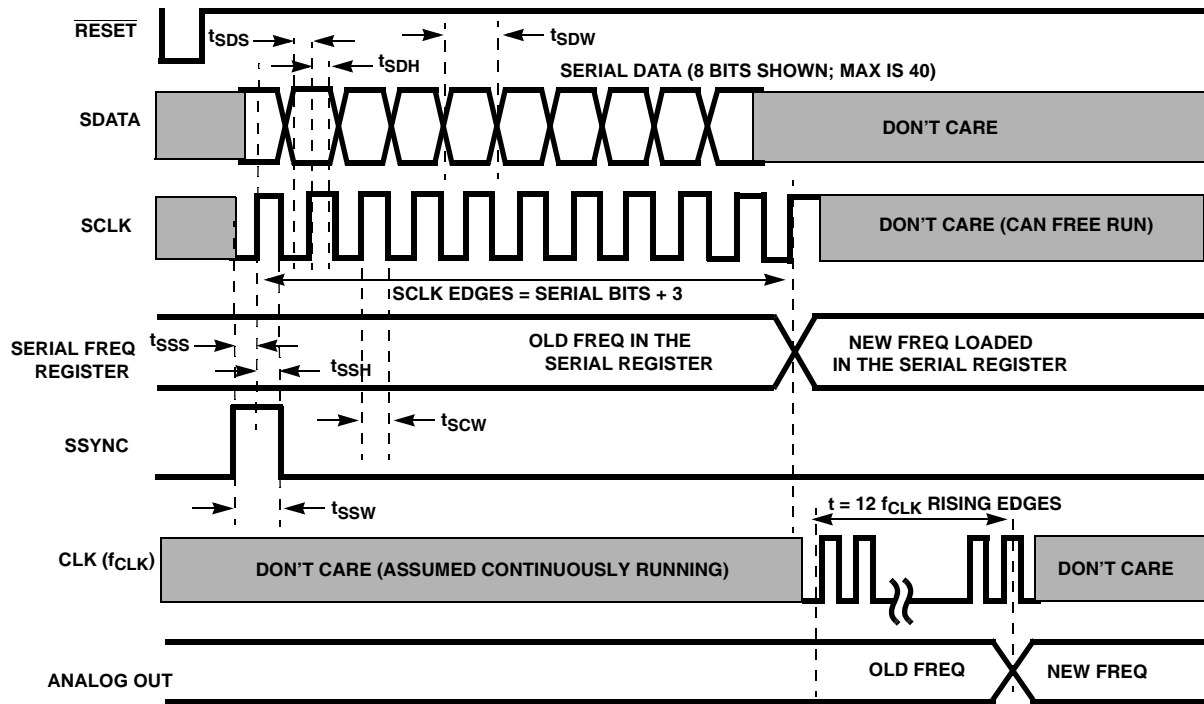 RESET
tSDS
tSDW
tSDH
SERIAL DATA (8 BITS SHOWN; MAX IS 40)
SDATA
DON'T CARE
SCLK
DON'T CARE (CAN FREE RUN)
SCLK EDGES = SERIAL BITS + 3
SERIAL FREQ
REGISTER
tSSS
tSSH
OLD FREQ IN THE
SERIAL REGISTER
NEW FREQ LOADED
IN THE SERIAL REGISTER
tSCW
SSYNC
tSSW
t = 12 fCLK RISING EDGES
CLK (fCLK)
DON'T CARE (ASSUMED CONTINUOUSLY RUNNING)
DON'T CARE
ANALOG OUT
OLD FREQ
NEW FREQ